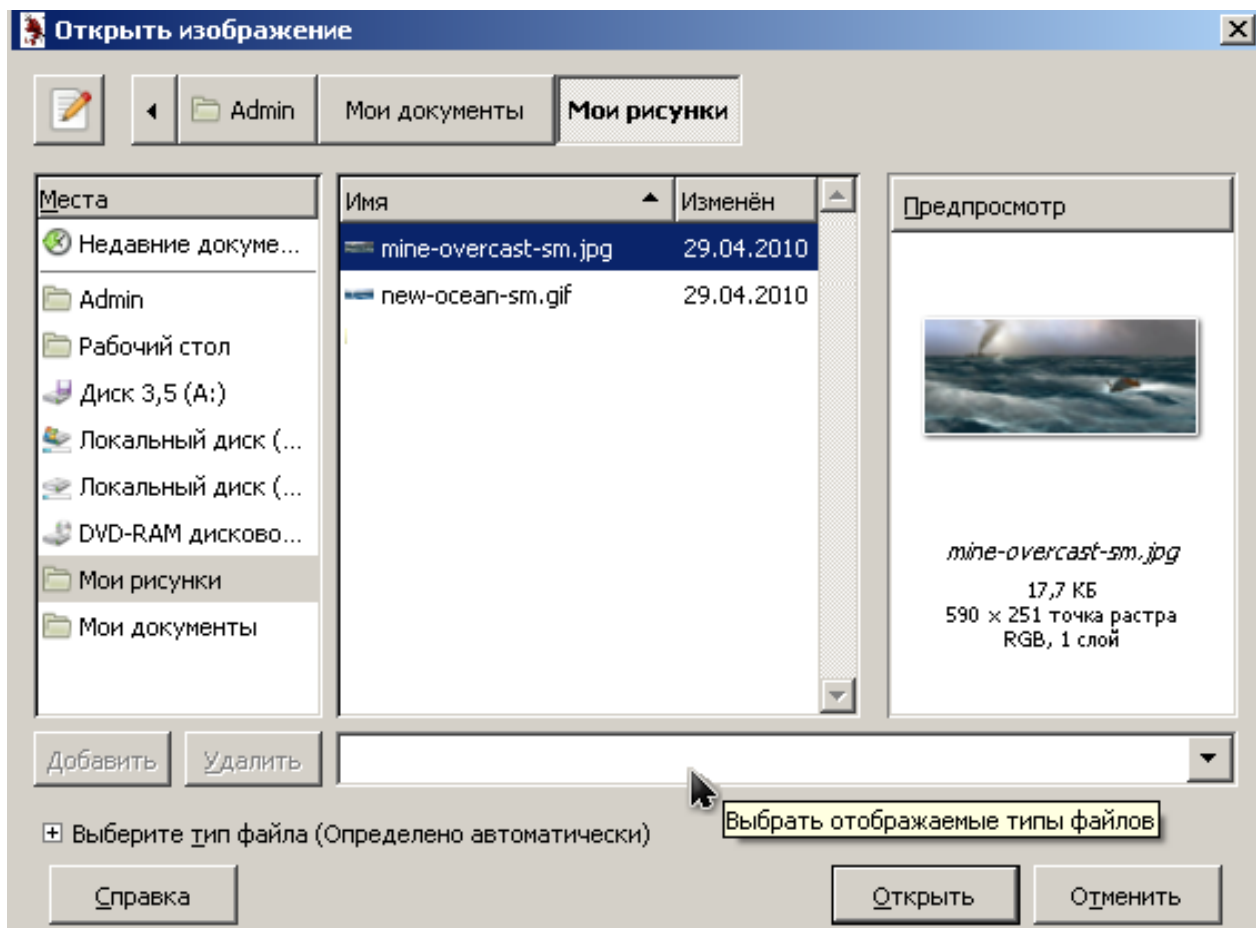 Открыть изображение
Admin
Мои документы
Мои рисунки
Места
Недавние докуме...
Admin
Рабочий стол
Диск 3,5 (A:)
Локальный диск (...
Локальный диск (...
DVD-RAM дисково...
Мои рисунки
Мои документы
Имя Изменён
mine-overcast-sm.jpg 29.04.2010
new-ocean-sm.gif 29.04.2010
Предпросмотр
mine-overcast-sm.jpg
17,7 КБ
590 × 251 точка растра
RGB, 1 слой
Добавить
Удалить
Выбрать отображаемые типы файлов
Выберите тип файла (Определено автоматически)
Справка
Открыть
Отменить